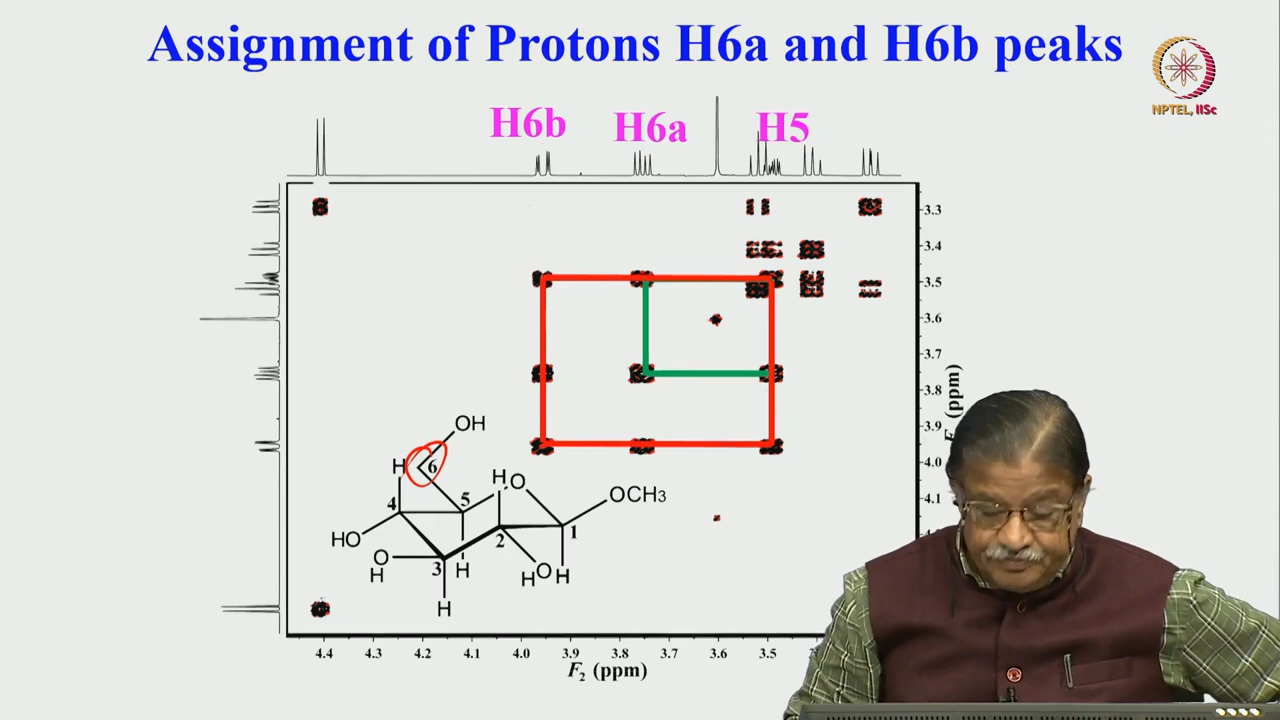 Assignment of Protons H6a and H6b peaks
NPTEL, IISc
H6b H6a H5
3.3
3.4
3.5
3.6
3.7
3.8
3.9
4.0
4.1
(ppm)
OH
H 6
H O
OCH3
4 5
HO
2 1
O
H 3 H HO H
H
4.4 4.3 4.2 4.1 4.0 3.9 3.8 3.7 3.6 3.5
F2 (ppm)